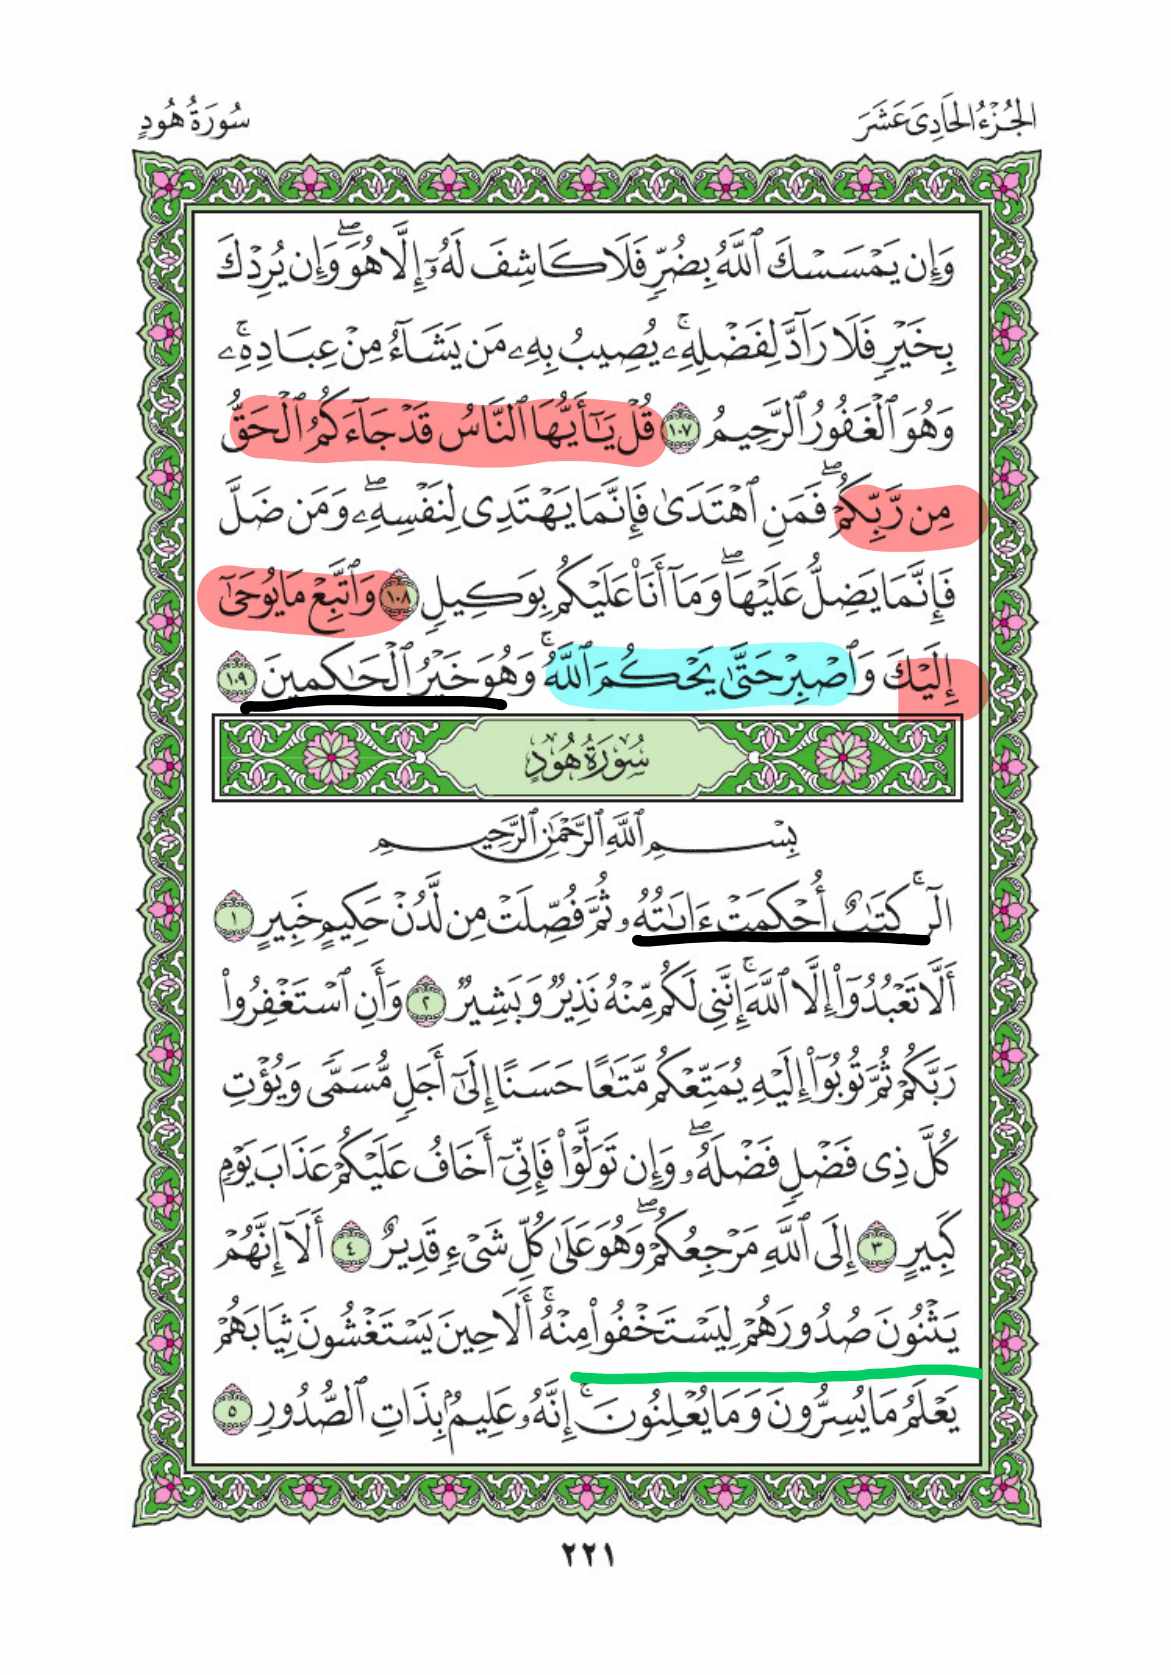 الجُزْءُ الحَادِيَ عَشَرَ
سُورَةُ هُودٍ
وَإِن يَمْسَسْكَ ٱللَّهُ بِضُرٍّ فَلَا كَاشِفَ لَهُۥٓ إِلَّا هُوَۖ وَإِن يُرِدْكَ
بِخَيْرٍ فَلَا رَآدَّ لِفَضْلِهِۦۚ يُصِيبُ بِهِۦ مَن يَشَآءُ مِنْ عِبَادِهِۦۚ
وَهُوَ ٱلْغَفُورُ ٱلرَّحِيمُ ١٠٧ قُلْ يَٰٓأَيُّهَا ٱلنَّاسُ قَدْ جَآءَكُمُ ٱلْحَقُّ
مِن رَّبِّكُمْۖ فَمَنِ ٱهْتَدَىٰ فَإِنَّمَا يَهْتَدِى لِنَفْسِهِۦۖ وَمَن ضَلَّ
فَإِنَّمَا يَضِلُّ عَلَيْهَاۖ وَمَآ أَنَا۠ عَلَيْكُم بِوَكِيلٍ ١٠٨ وَٱتَّبِعْ مَا يُوحَىٰٓ
إِلَيْكَ وَٱصْبِرْ حَتَّىٰ يَحْكُمَ ٱللَّهُۚ وَهُوَ خَيْرُ ٱلْحَٰكِمِينَ ١٠٩
سُورَةُ هُودٍ
بِسْمِ ٱللَّهِ ٱلرَّحْمَٰنِ ٱلرَّحِيمِ
الٓرۚ كِتَٰبٌ أُحْكِمَتْ ءَايَٰتُهُۥ ثُمَّ فُصِّلَتْ مِن لَّدُنْ حَكِيمٍ خَبِيرٍ ١
أَلَّا تَعْبُدُوٓا۟ إِلَّا ٱللَّهَۚ إِنَّنِى لَكُم مِّنْهُ نَذِيرٌ وَبَشِيرٌ ٢ وَأَنِ ٱسْتَغْفِرُوا۟
رَبَّكُمْ ثُمَّ تُوبُوٓا۟ إِلَيْهِ يُمَتِّعْكُم مَّتَٰعًا حَسَنًا إِلَىٰٓ أَجَلٍ مُّسَمًّى وَيُؤْتِ
كُلَّ ذِى فَضْلٍ فَضْلَهُۥۖ وَإِن تَوَلَّوْا۟ فَإِنِّىٓ أَخَافُ عَلَيْكُمْ عَذَابَ يَوْمٍ
كَبِيرٍ ٣ إِلَى ٱللَّهِ مَرْجِعُكُمْۖ وَهُوَ عَلَىٰ كُلِّ شَىْءٍ قَدِيرٌ ٤ أَلَآ إِنَّهُمْ
يَثْنُونَ صُدُورَهُمْ لِيَسْتَخْفُوا۟ مِنْهُۚ أَلَا حِينَ يَسْتَغْشُونَ ثِيَابَهُمْ
يَعْلَمُ مَا يُسِرُّونَ وَمَا يُعْلِنُونَۚ إِنَّهُۥ عَلِيمٌۢ بِذَاتِ ٱلصُّدُورِ ٥
٢٢١